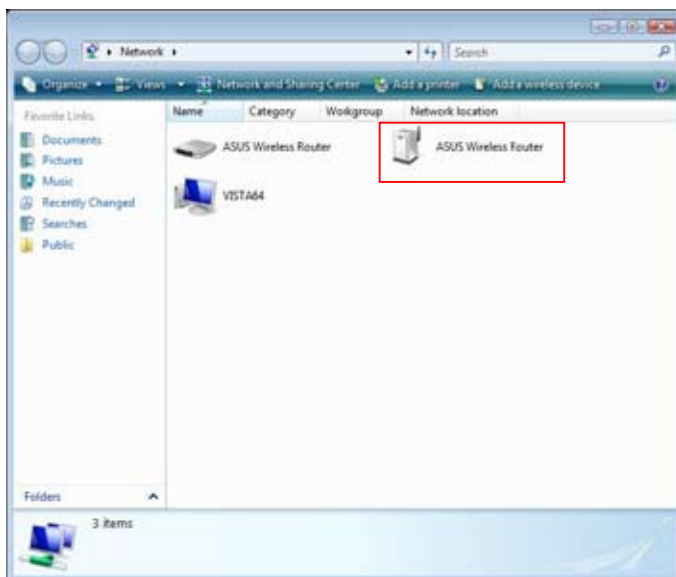 Network
Search
Organize Views Network and Sharing Center Add a printer Add a wireless device
Favorite Links
Documents
Pictures
Music
Recently Changed
Searches
Public
Folders
Name Category Workgroup Network location
ASUS Wireless Router
ASUS Wireless Router
VISTA64
3 items